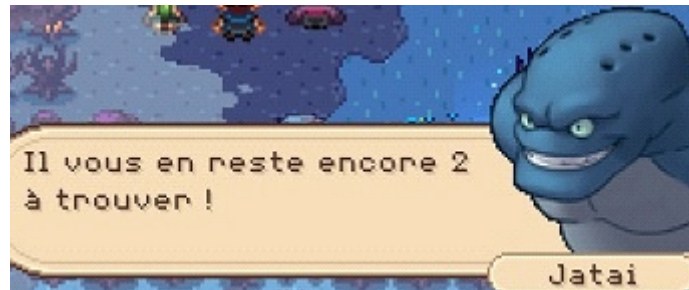 Il vous en reste encore 2
à trouver !
Jatai